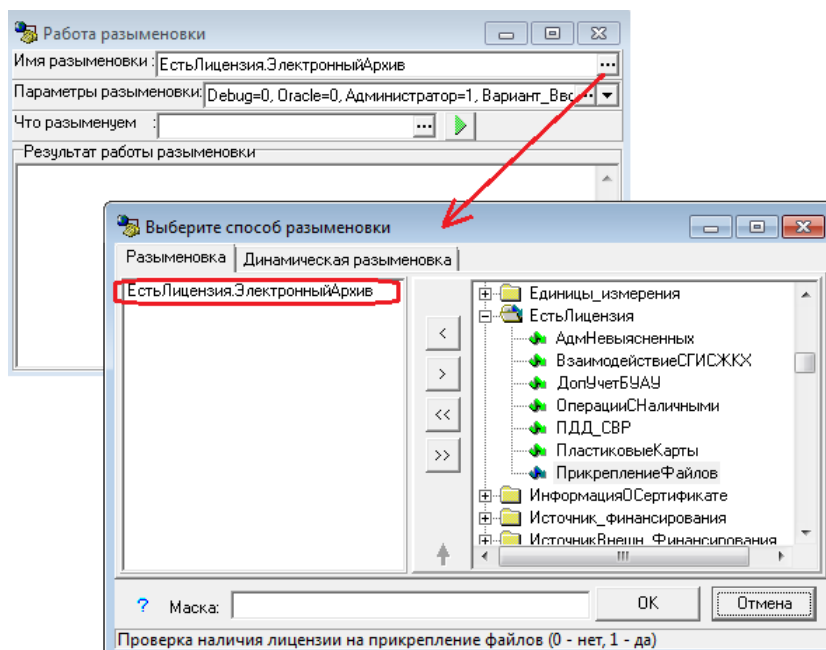 Работа разыменовки
Имя разыменовки : ЕстьЛицензия.ЭлектронныйАрхив ...
Параметры разыменовки: Debug=0, Oracle=0, Администратор=1, Вариант_Ввс ...
Что разыменуем : ...
Результат работы разыменовки
Выберите способ разыменовки
Разыменовка Динамическая разыменовка
ЕстьЛицензия.ЭлектронныйАрхив
<
>
<<
>>
Единицы_измерения
ЕстьЛицензия
АдмНевыясненных
ВзаимодействиеСГИСЖКХ
ДопУчетБУАУ
ОперацииСНаличными
ПДД_СВР
ПластиковыеКарты
ПрикреплениеФайлов
ИнформацияОСертификате
Источник_финансирования
ИсточникВнешн_Финансирования
? Маска: OK Отмена
Проверка наличия лицензии на прикрепление файлов (0 - нет, 1 - да)